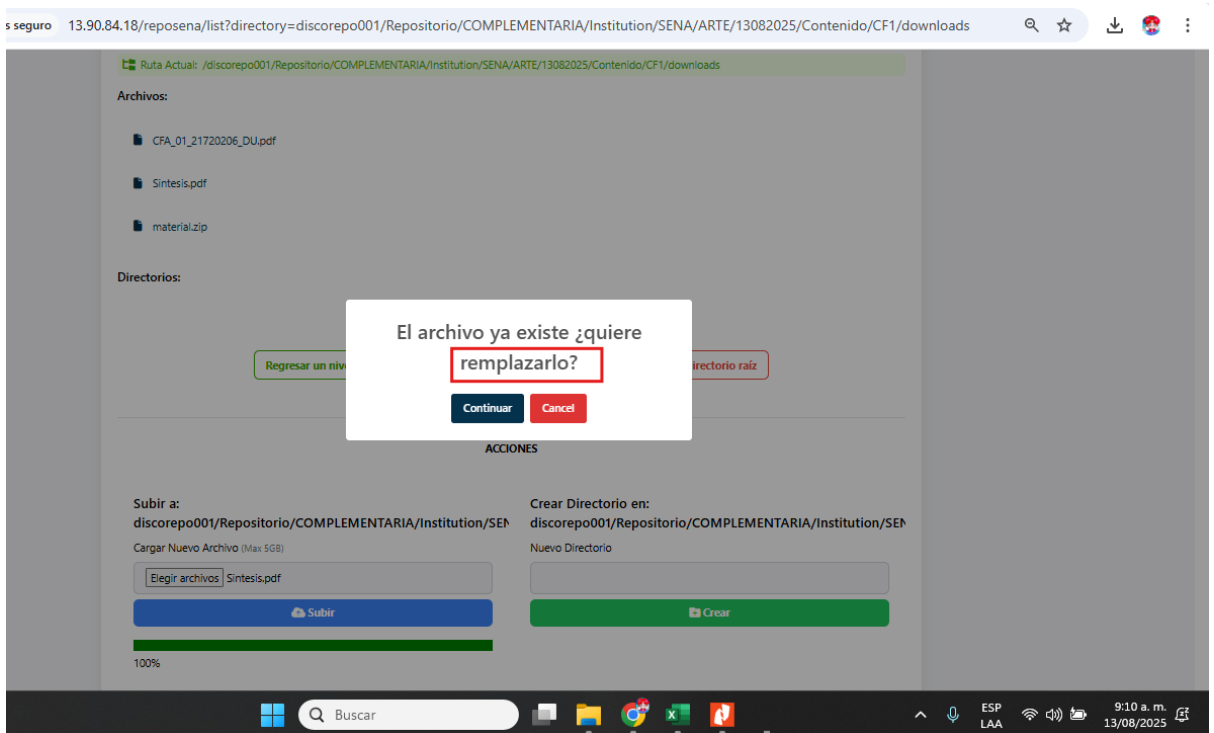 s seguro 13.90.84.18/reposena/list?directory=discorepo001/Repositorio/COMPLEMENTARIA/Institution/SENA/ARTE/13082025/Contenido/CF1/downloads
Ruta Actual: /discorepo001/Repositorio/COMPLEMENTARIA/Institution/SENA/ARTE/13082025/Contenido/CF1/downloads
Archivos:
CFA_01_21720206_DU.pdf
Sintesis.pdf
material.zip
Directorios:
El archivo ya existe ¿quiere
remplazarlo?
Regresar un nive
irectorio raíz
Continuar Cancel
ACCIONES
Subir a:
discorepo001/Repositorio/COMPLEMENTARIA/Institution/SEN
Cargar Nuevo Archivo (Max 5GB)
Elegir archivos Sintesis.pdf
Subir
100%
Crear Directorio en:
discorepo001/Repositorio/COMPLEMENTARIA/Institution/SEN
Nuevo Directorio
Crear
Buscar
ESP
LAA
9:10 a. m.
13/08/2025